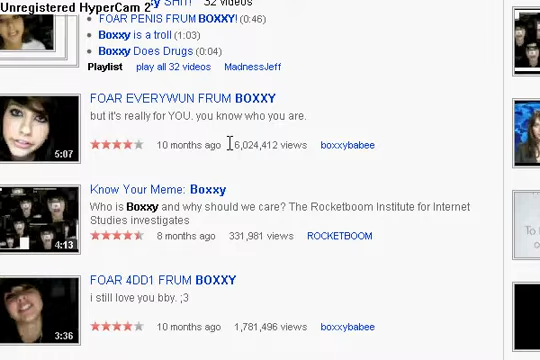 Unregistered HyperCam 2
SHIT! 32 videos
FOAR PENIS FRUM BOXXY! (0:46)
Boxxy is a troll (1:03)
Boxxy Does Drugs (0:04)
Playlist play all 32 videos MadnessJeff
FOAR EVERYWUN FRUM BOXXY
but it's really for YOU. you know who you are.
5:07
10 months ago 6,024,412 views boxxybabee
Know Your Meme: Boxxy
Who is Boxxy and why should we care? The Rocketboom Institute for Internet
Studies investigates
4:13
8 months ago 331,981 views ROCKETBOOM
FOAR 4DD1 FRUM BOXXY
i still love you bby. ;3
3:36
10 months ago 1,781,496 views boxxybabee